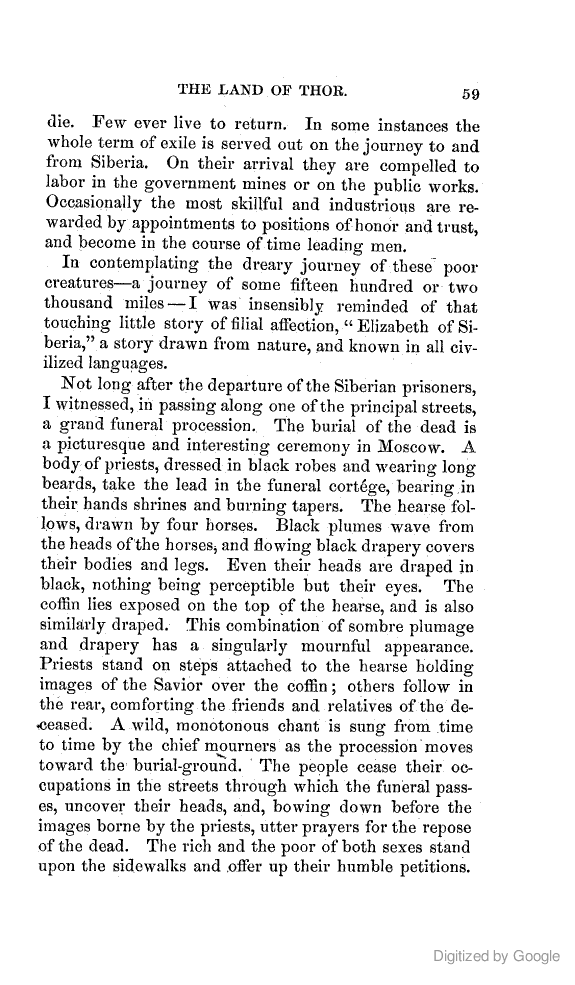 THE LAND OF THOR. 59
die. Few ever live to return. In some instances the
whole term of exile is served out on the journey to and
from Siberia. On their arrival they are compelled to
labor in the government mines or on the public works.
Occasionally the most skillful and industrious are re-
warded by appointments to positions of honor and trust,
and become in the course of time leading men.
In contemplating the dreary journey of these poor
creatures—a journey of some fifteen hundred or two
thousand miles—I was insensibly reminded of that
touching little story of filial affection, “Elizabeth of Si-
beria,” a story drawn from nature, and known in all civ-
ilized languages.
Not long after the departure of the Siberian prisoners,
I witnessed, in passing along one of the principal streets,
a grand funeral procession. The burial of the dead is
a picturesque and interesting ceremony in Moscow. A
body of priests, dressed in black robes and wearing long
beards, take the lead in the funeral cortége, bearing in
their hands shrines and burning tapers. The hearse fol-
lows, drawn by four horses. Black plumes wave from
the heads of the horses, and flowing black drapery covers
their bodies and legs. Even their heads are draped in
black, nothing being perceptible but their eyes. The
coffin lies exposed on the top of the hearse, and is also
similarly draped. This combination of sombre plumage
and drapery has a singularly mournful appearance.
Priests stand on steps attached to the hearse holding
images of the Savior over the coffin; others follow in
the rear, comforting the friends and relatives of the de-
ceased. A wild, monotonous chant is sung from time
to time by the chief mourners as the procession moves
toward the burial-ground. The people cease their oc-
cupations in the streets through which the funeral pass-
es, uncover their heads, and, bowing down before the
images borne by the priests, utter prayers for the repose
of the dead. The rich and the poor of both sexes stand
upon the sidewalks and offer up their humble petitions.
Digitized by Google